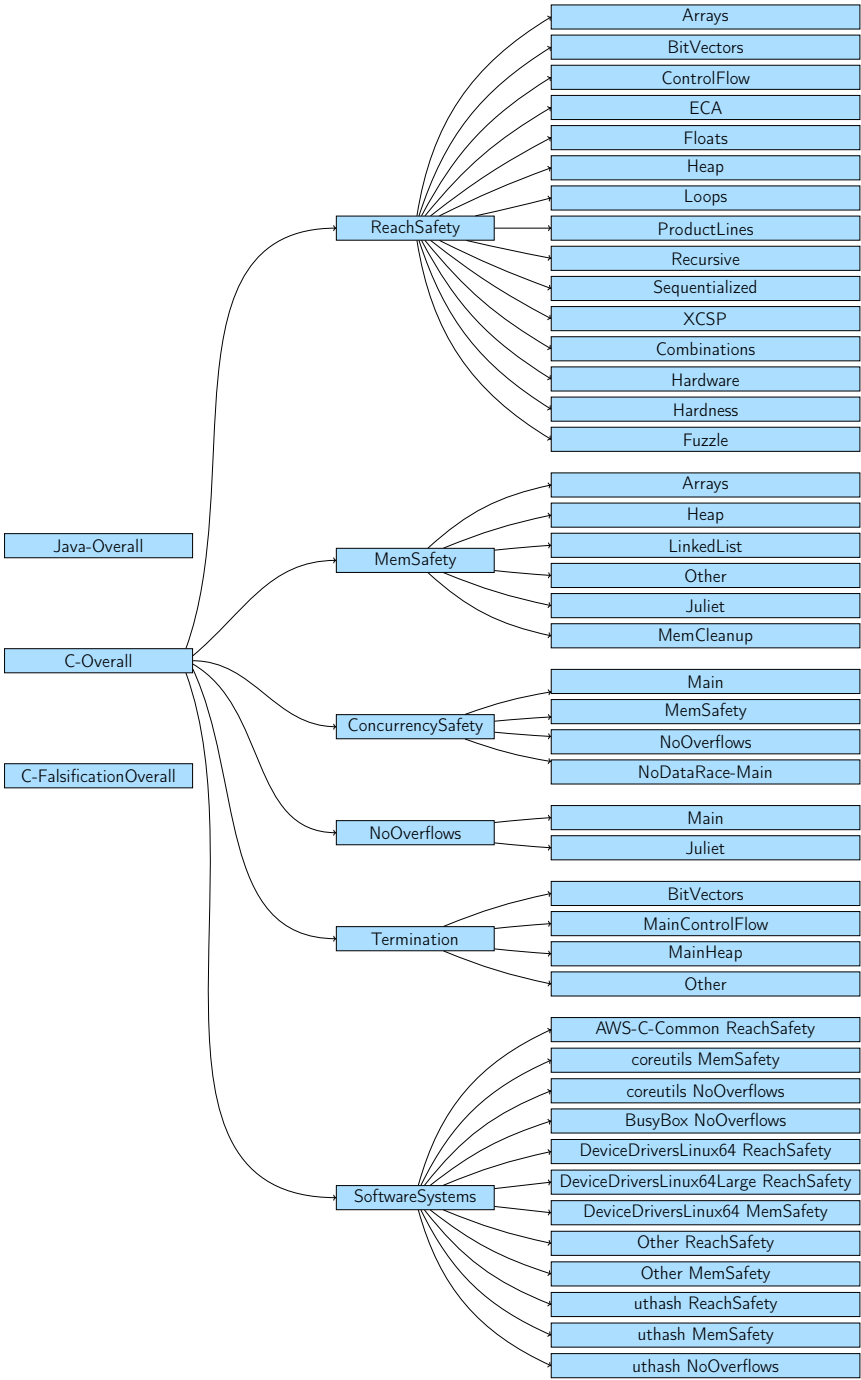 Java-Overall
C-Overall
C-FalsificationOverall
ReachSafety
Arrays
BitVectors
ControlFlow
ECA
Floats
Heap
Loops
ProductLines
Recursive
Sequentialized
XCSP
Combinations
Hardware
Hardness
Fuzzle
MemSafety
Arrays
Heap
LinkedList
Other
Juliet
MemCleanup
ConcurrencySafety
Main
MemSafety
NoOverflows
NoDataRace-Main
NoOverflows
Main
Juliet
Termination
BitVectors
MainControlFlow
MainHeap
Other
SoftwareSystems
AWS-C-Common ReachSafety
coreutils MemSafety
coreutils NoOverflows
BusyBox NoOverflows
DeviceDriversLinux64 ReachSafety
DeviceDriversLinux64Large ReachSafety
DeviceDriversLinux64 MemSafety
Other ReachSafety
Other MemSafety
uthash ReachSafety
uthash MemSafety
uthash NoOverflows